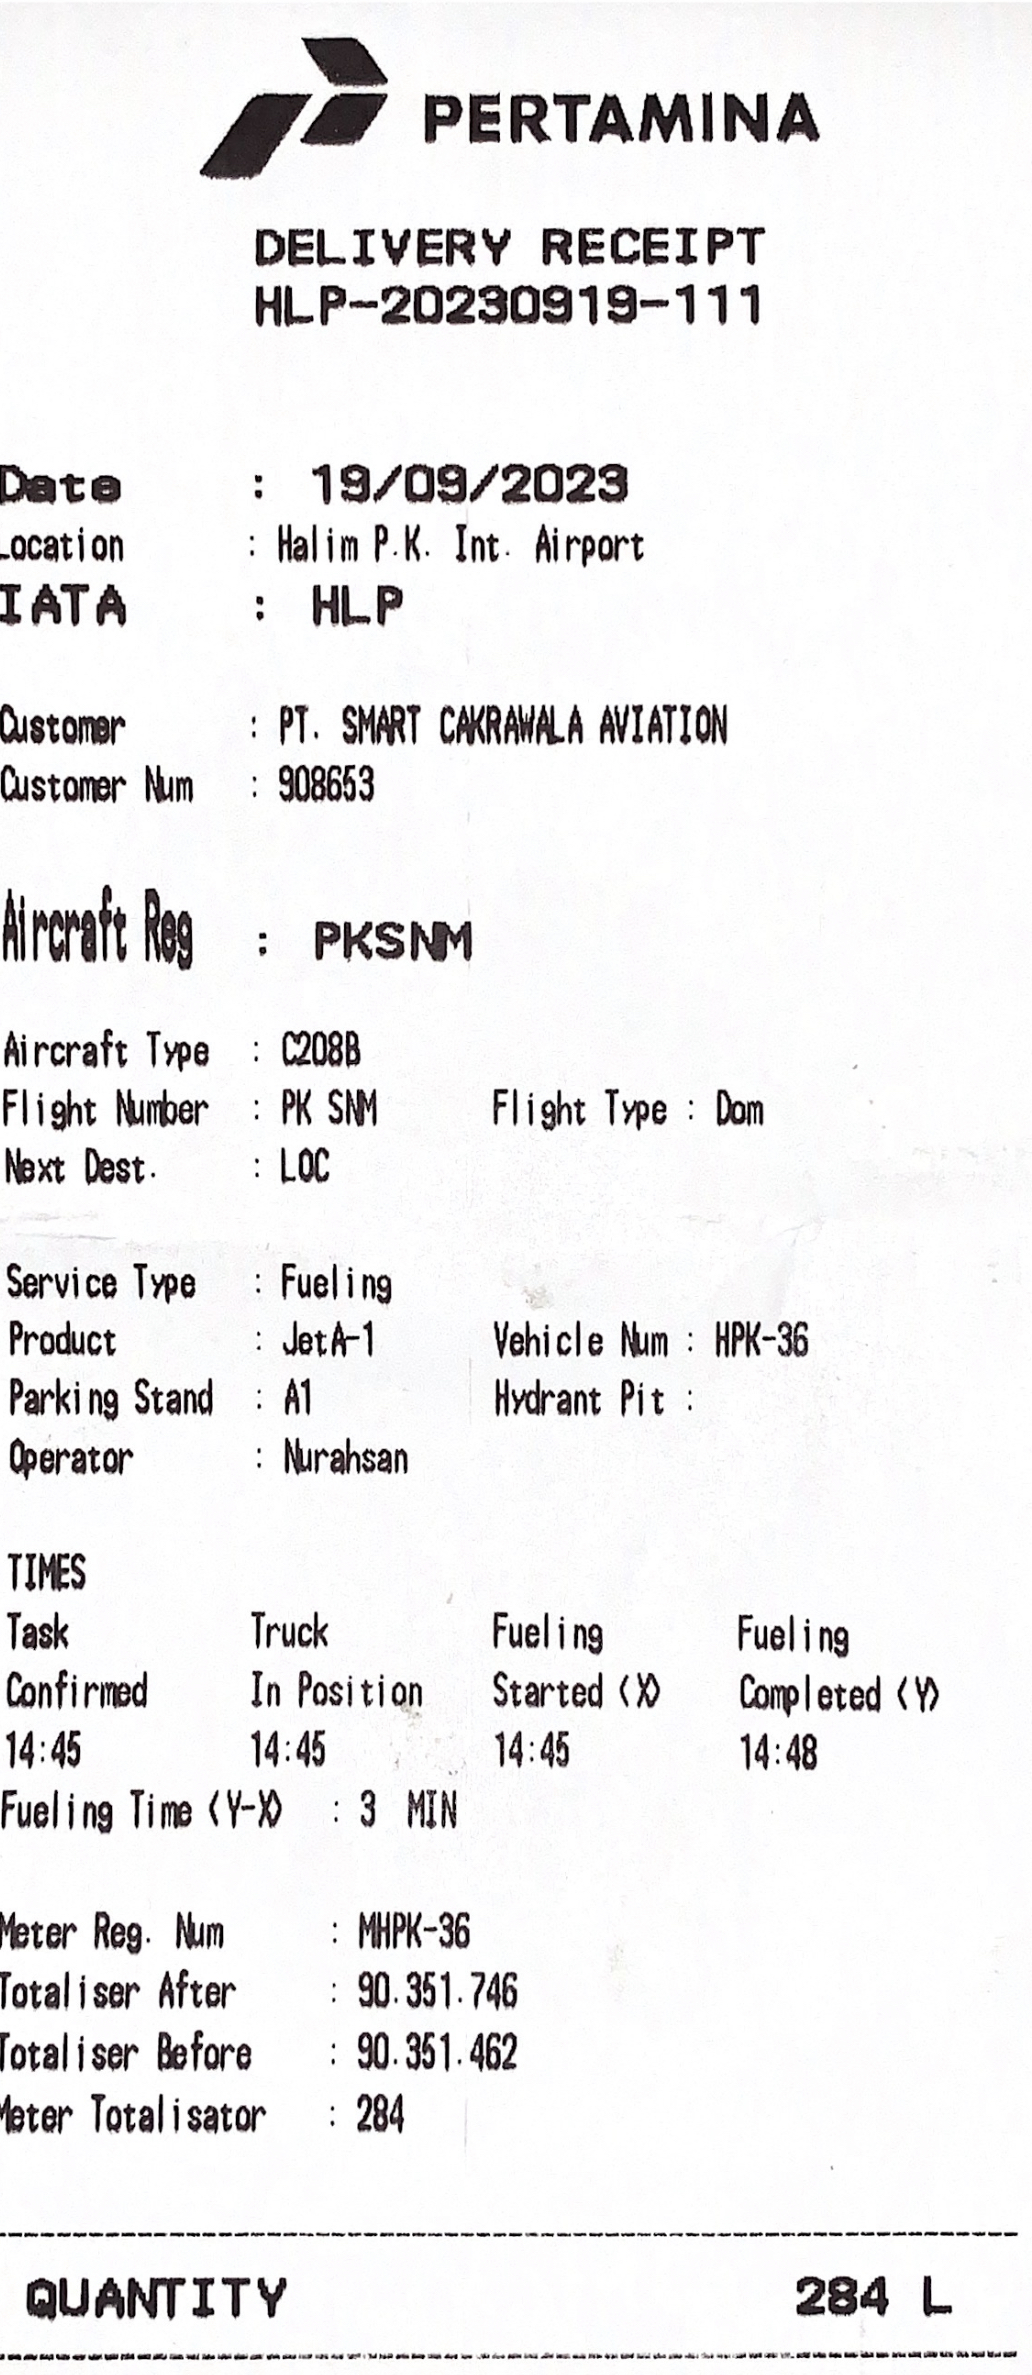 PERTAMINA
DELIVERY RECEIPT
HLP-20230919-111
Date : 19/09/2023
Location : Halim P.K. Int. Airport
IATA : HLP
Customer : PT. SMART CAKRAWALA AVIATION
Customer Num : 908653
Aircraft Reg : PKSNM
Aircraft Type : C208B
Flight Number : PK SNM Flight Type : Dom
Next Dest. : LOC
Service Type : Fueling
Product : JetA-1 Vehicle Num : HPK-36
Parking Stand : A1 Hydrant Pit :
Operator : Nurahsan
TIMES
Task Truck Fueling Fueling
Confirmed In Position Started (X) Completed (Y)
14:45 14:45 14:45 14:48
Fueling Time (Y-X) : 3 MIN
Meter Reg. Num : MHPK-36
Totaliser After : 90.351.746
Totaliser Before : 90.351.462
Meter Totalisator : 284
QUANTITY 284 L